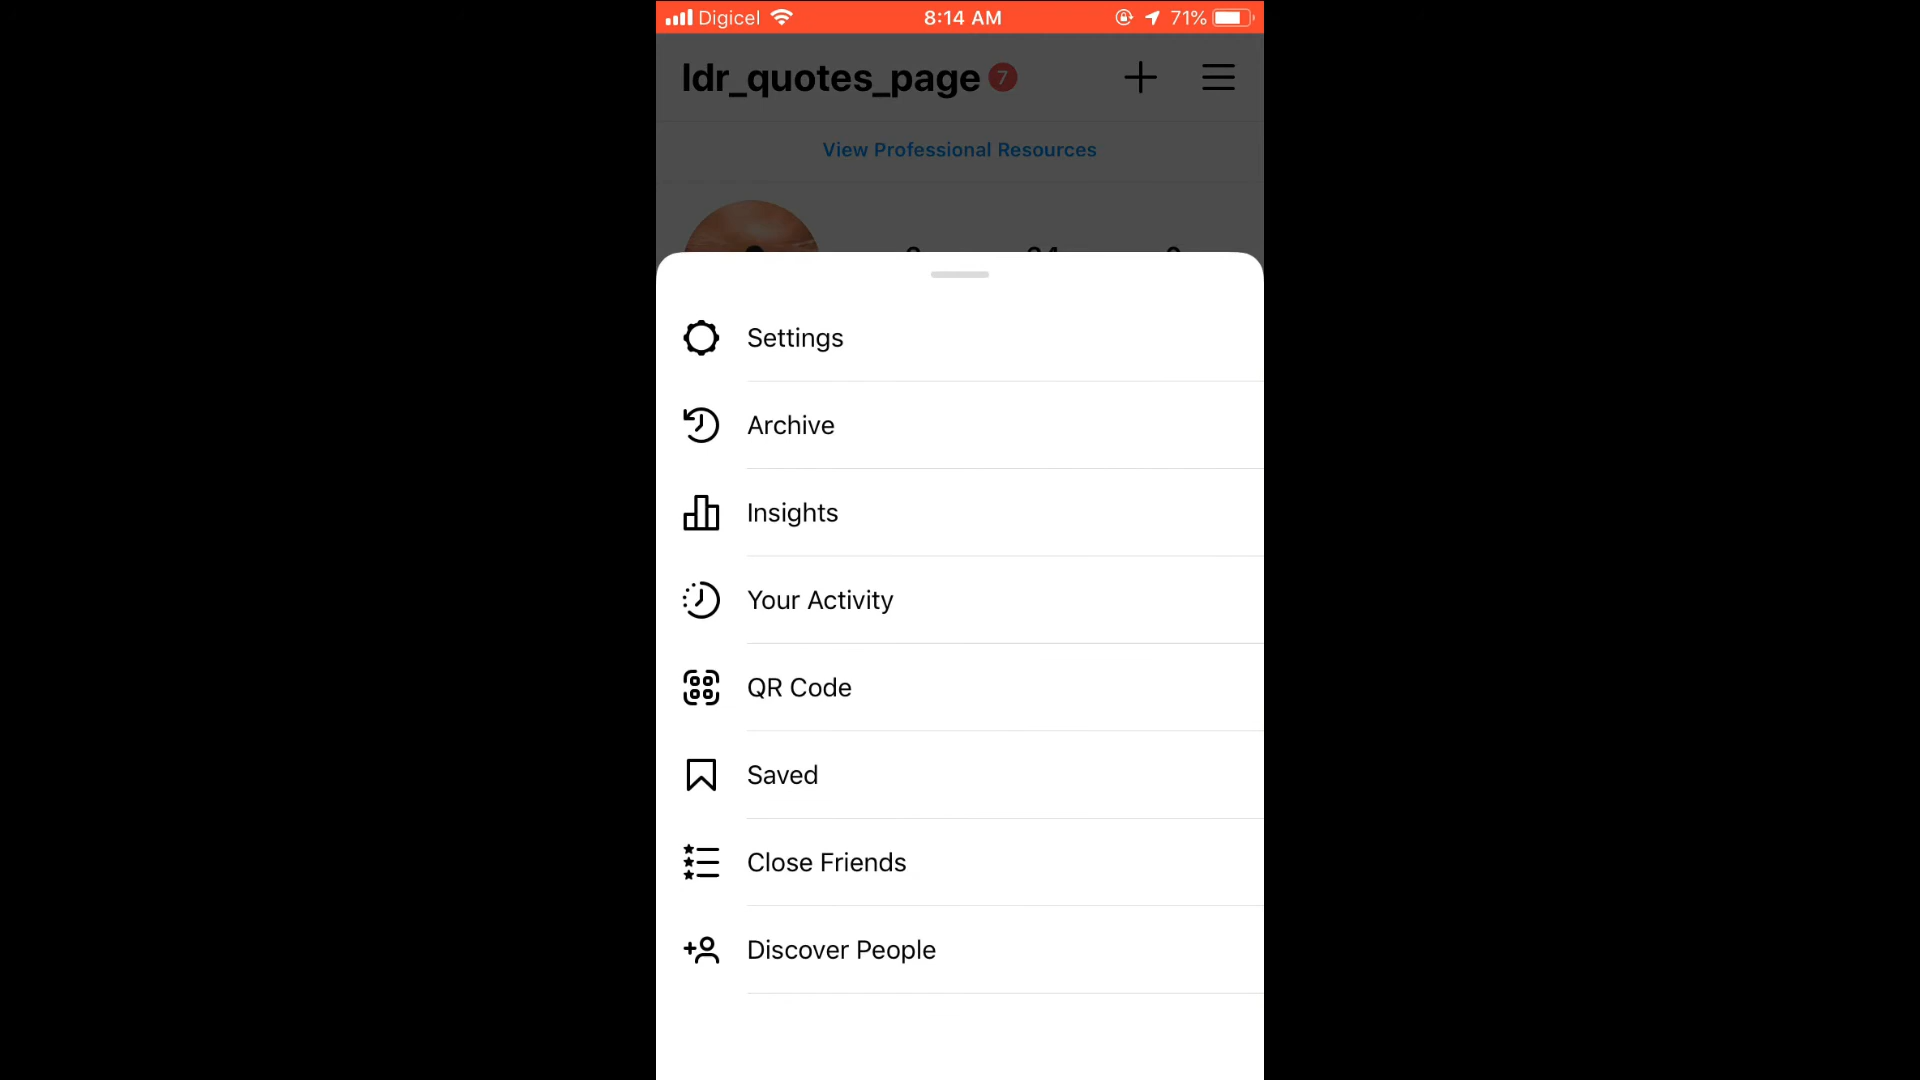 Digicel 8:14 AM 71%
ldr_quotes_page 7
View Professional Resources
Settings
Archive
Insights
Your Activity
QR Code
Saved
Close Friends
Discover People